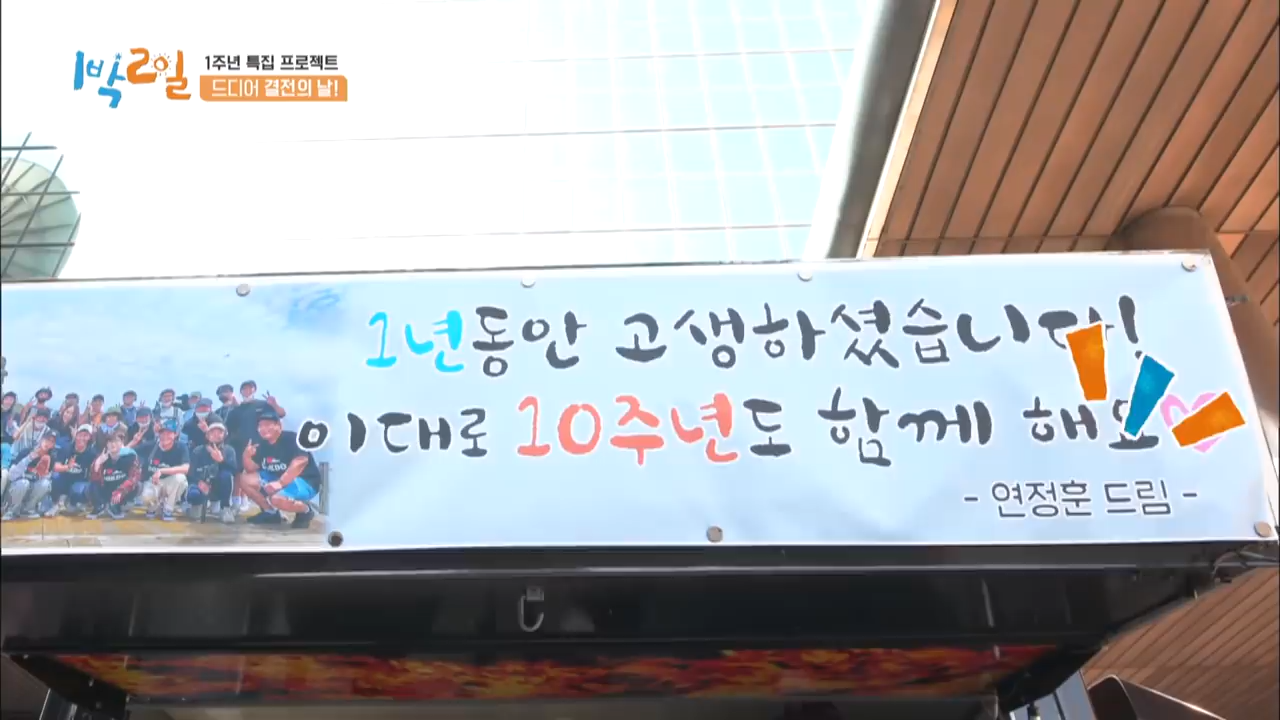 1박2일
1주년 특집 프로젝트
드디어 결전의 날!
1년동안 고생하셨습니다!
이대로 10주년도 함께 해요
- 연정훈 드림 -